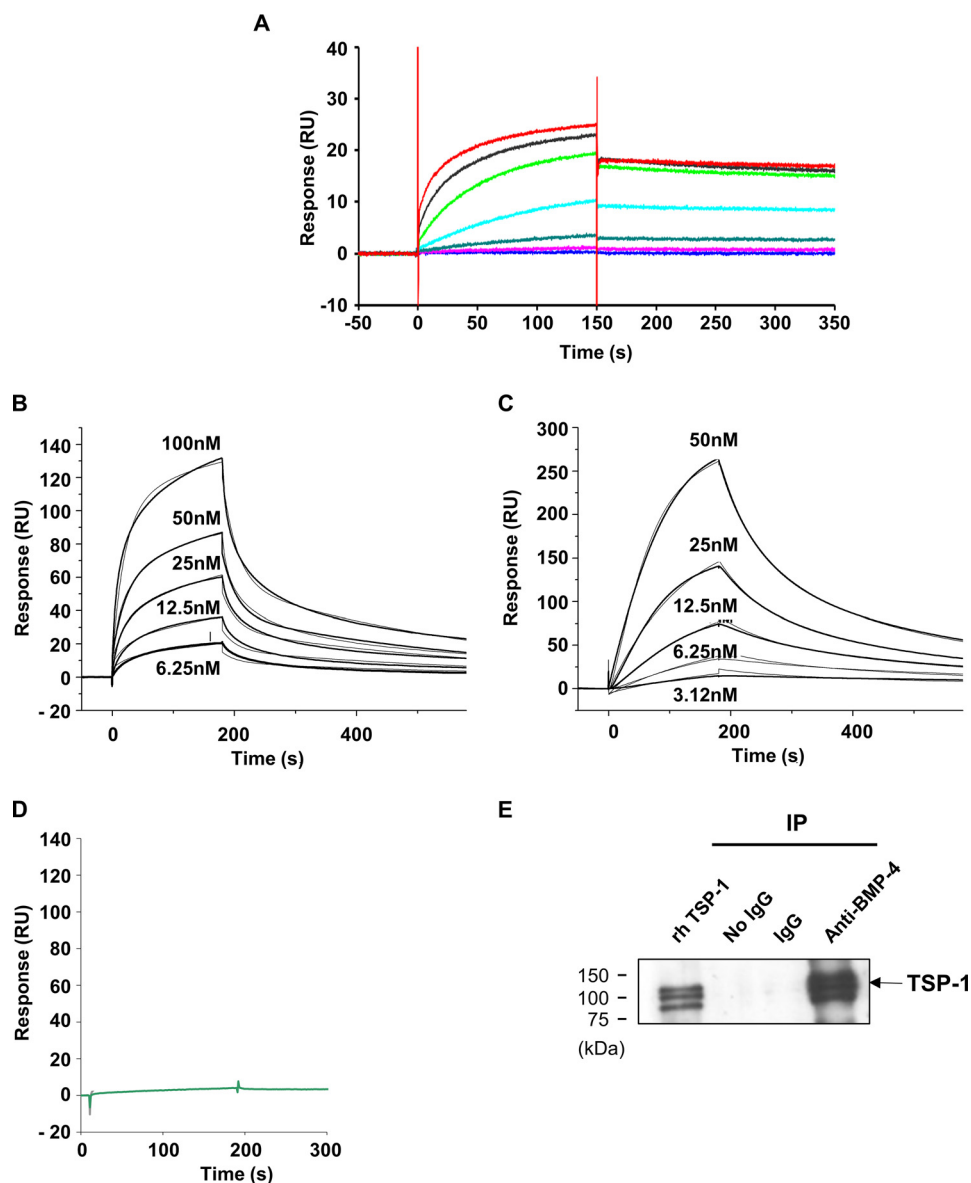 A
Response (RU)
40
30
20
10
0
-10
-50 0 50 100 150 200 250 300 350
Time (s)
B
Response (RU)
140
120
100
80
60
40
20
0
- 20
100nM
50nM
25nM
12.5nM
6.25nM
0 200 400
Time (s)
C
Response (RU)
300
250
200
150
100
50
0
50nM
25nM
12.5nM
6.25nM
3.12nM
0 200 400
Time (s)
D
Response (RU)
140
120
100
80
60
40
20
0
- 20
0 100 200 300
Time (s)
E
IP
rh TSP-1
No IgG
IgG
Anti-BMP-4
150
100
75
(kDa)
TSP-1